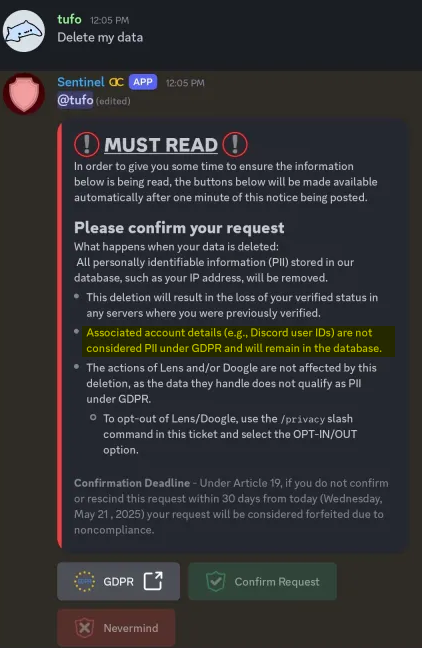 tufo 12:05 PM
Delete my data
Sentinel APP 12:05 PM
@tufo (edited)
MUST READ
In order to give you some time to ensure the information
below is being read, the buttons below will be made available
automatically after one minute of this notice being posted.
Please confirm your request
What happens when your data is deleted:
All personally identifiable information (PII) stored in our
database, such as your IP address, will be removed.
• This deletion will result in the loss of your verified status in
any servers where you were previously verified.
• Associated account details (e.g., Discord user IDs) are not
considered PII under GDPR and will remain in the database.
• The actions of Lens and/or Doogle are not affected by this
deletion, as the data they handle does not qualify as PII
under GDPR.
To opt-out of Lens/Doogle, use the /privacy slash
command in this ticket and select the OPT-IN/OUT
option.
Confirmation Deadline - Under Article 19, if you do not confirm
or rescind this request within 30 days from today (Wednesday,
May 21 , 2025) your request will be considered forfeited due to
noncompliance.
GDPR
Confirm Request
Nevermind